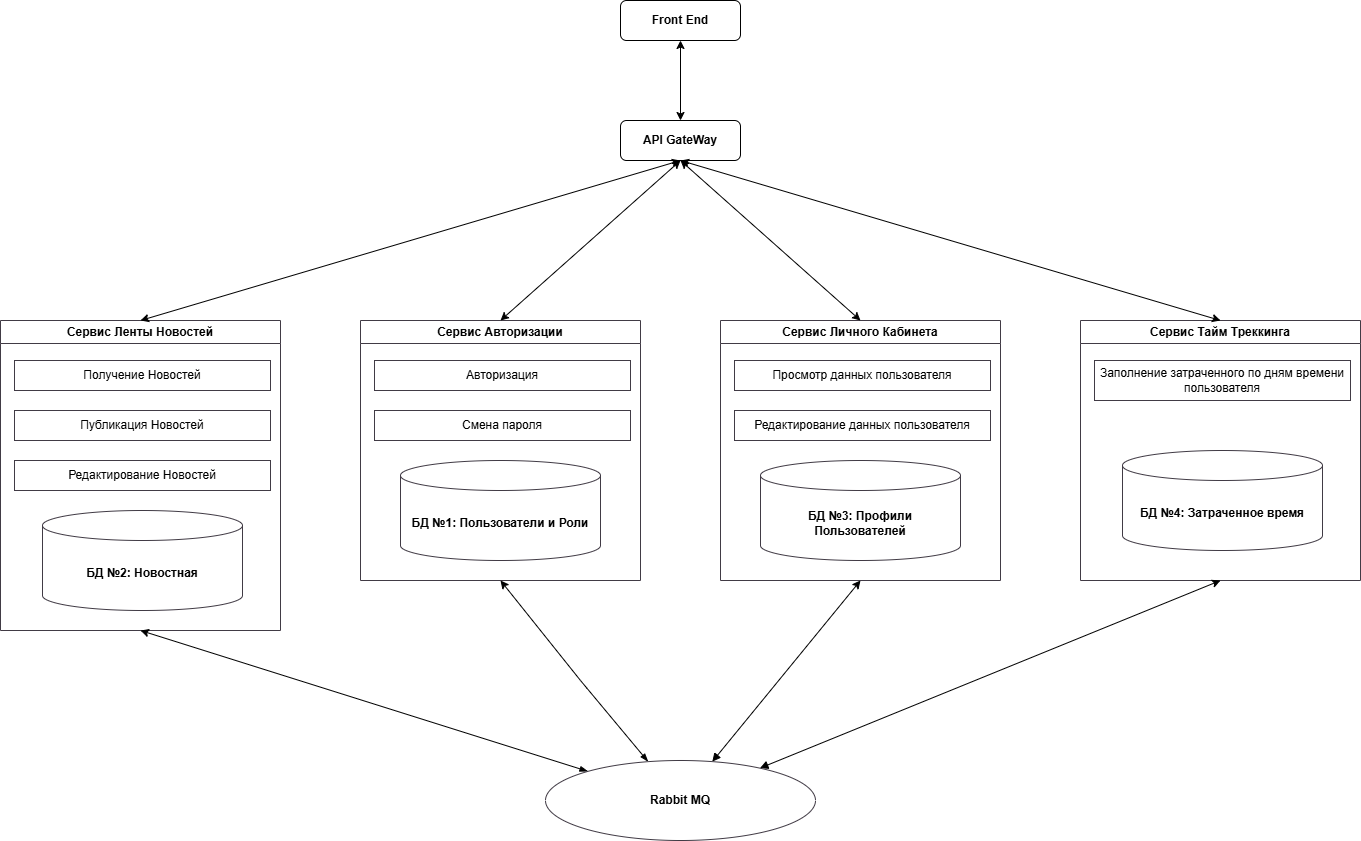 Front End
API GateWay
Сервис Ленты Новостей
Получение Новостей
Публикация Новостей
Редактирование Новостей
БД №2: Новостная
Сервис Авторизации
Авторизация
Смена пароля
БД №1: Пользователи и Роли
Сервис Личного Кабинета
Просмотр данных пользователя
Редактирование данных пользователя
БД №3: Профили
Пользователей
Сервис Тайм Треккинга
Заполнение затраченного по дням времени
пользователя
БД №4: Затраченное время
Rabbit MQ